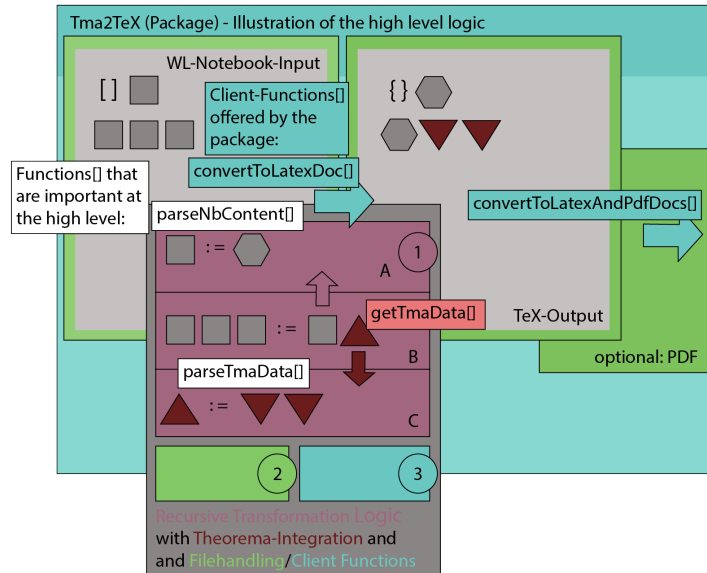 Tma2TeX (Package) - Illustration of the high level logic
WL-Notebook-Input
[ ]
{ }
Client-Functions[]
offered by the
package:
convertToLatexDoc[]
Functions[] that
are important at
the high level:
convertToLatexAndPdfDocs[]
parseNbContent[]
:=
1
A
getTmaData[]
TeX-Output
:=
B
optional: PDF
parseTmaData[]
:=
C
2
3
Recursive Transformation Logic
with Theorema-Integration and
and Filehandling/Client Functions